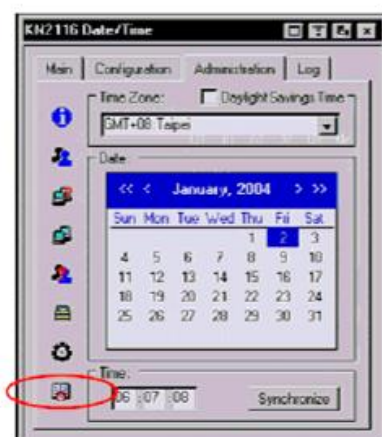 KN2116 Date/Time
Main Configuration Administration Log
Time Zone: Daylight Savings Time
GMT+08 Taipei
Date
<< < January, 2004 > >>
Sun Mon Tue Wed Thu Fri Sat
1 2 3
4 5 6 7 8 9 10
11 12 13 14 15 16 17
18 19 20 21 22 23 24
25 26 27 28 29 30 31
Time:
06 :07 :08 Synchronize